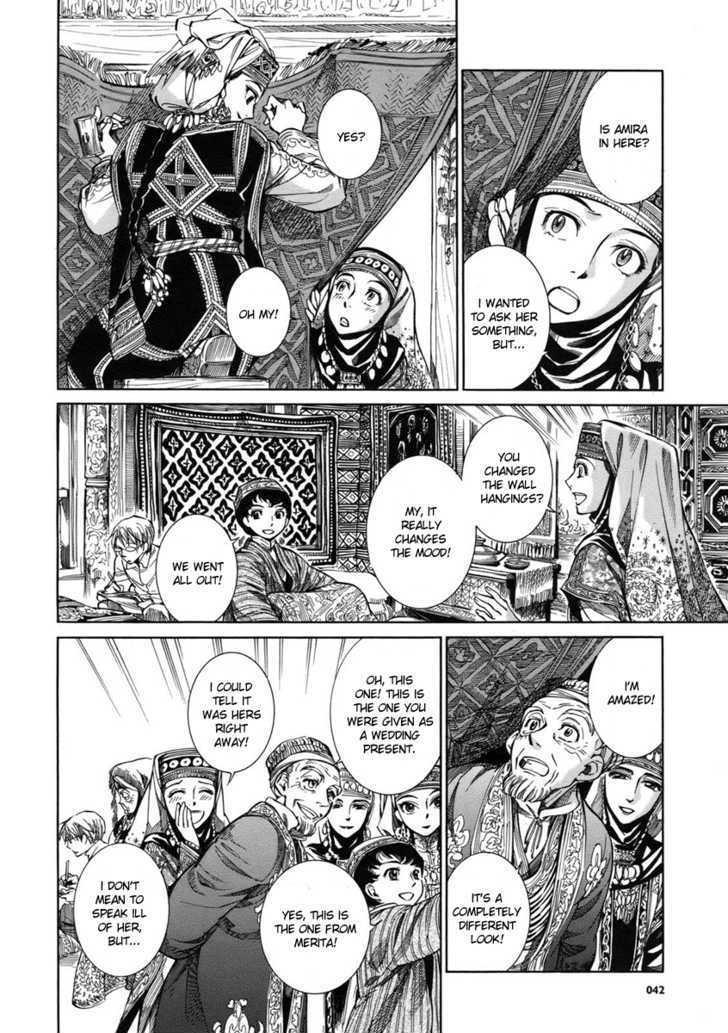 IS AMIRA
IN HERE?
I WANTED
TO ASK HER
SOMETHING,
BUT...
YES?
OH MY!
YOU
CHANGED
THE WALL
HANGINGS?
MY, IT
REALLY
CHANGES
THE MOOD!
WE WENT
ALL OUT!
I'M
AMAZED!
IT'S A
COMPLETELY
DIFFERENT
LOOK!
OH, THIS
ONE! THIS IS
THE ONE YOU
WERE GIVEN AS
A WEDDING
PRESENT.
YES, THIS IS
THE ONE FROM
MERITA!
I COULD
TELL IT
WAS HERS
RIGHT
AWAY!
I DON'T
MEAN TO
SPEAK ILL
OF HER,
BUT...
042